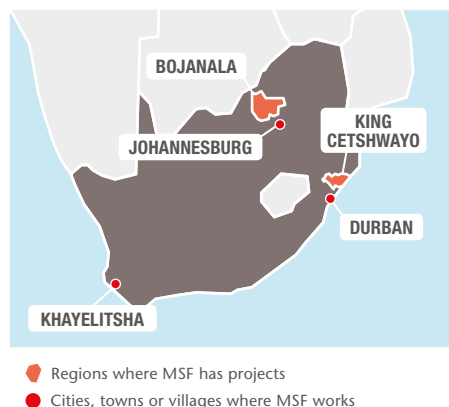 BOJANALA
KING
CETSHWAYO
JOHANNESBURG
DURBAN
KHAYELITSHA
Regions where MSF has projects
Cities, towns or villages where MSF works